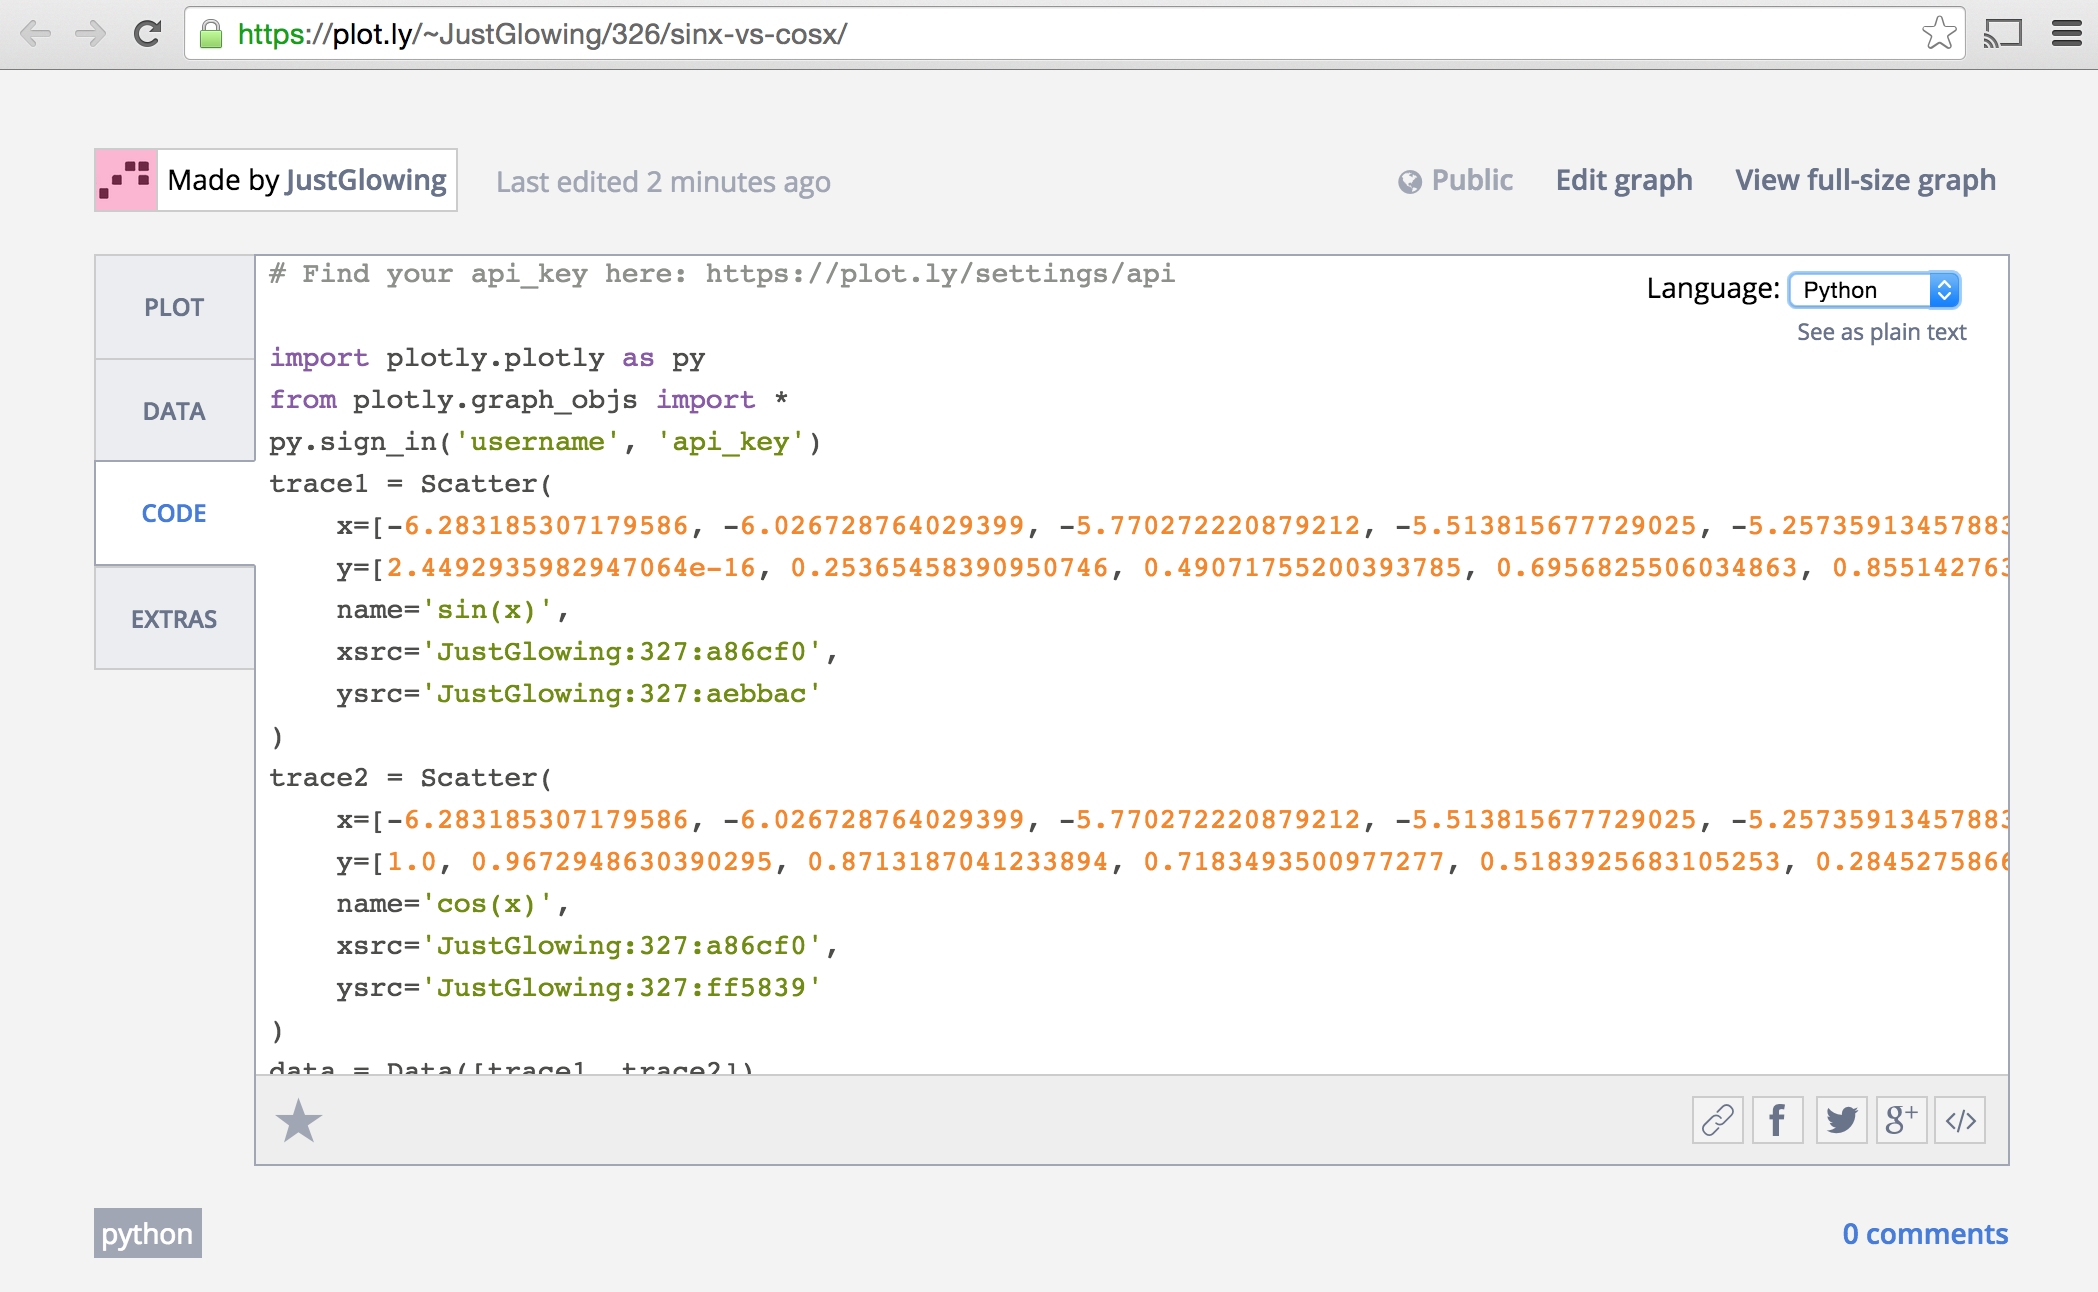 https://plot.ly/~JustGlowing/326/sinx-vs-cosx/
Made by JustGlowing
Last edited 2 minutes ago
Public
Edit graph
View full-size graph
PLOT
DATA
CODE
EXTRAS
# Find your api_key here: https://plot.ly/settings/api
Language: Python
See as plain text
import plotly.plotly as py
from plotly.graph_objs import *
py.sign_in('username', 'api_key')
trace1 = Scatter(
x=[-6.283185307179586, -6.026728764029399, -5.770272220879212, -5.513815677729025, -5.25735913457883
y=[2.4492935982947064e-16, 0.25365458390950746, 0.49071755200393785, 0.6956825506034863, 0.855142763
name='sin(x)',
xsrc='JustGlowing:327:a86cf0',
ysrc='JustGlowing:327:aebbac'
)
trace2 = Scatter(
x=[-6.283185307179586, -6.026728764029399, -5.770272220879212, -5.513815677729025, -5.25735913457883
y=[1.0, 0.9672948630390295, 0.8713187041233894, 0.7183493500977277, 0.5183925683105253, 0.2845275866
name='cos(x)',
xsrc='JustGlowing:327:a86cf0',
ysrc='JustGlowing:327:ff5839'
)
data = Data([trace1, trace2])
f
g+
</>
python
0 comments